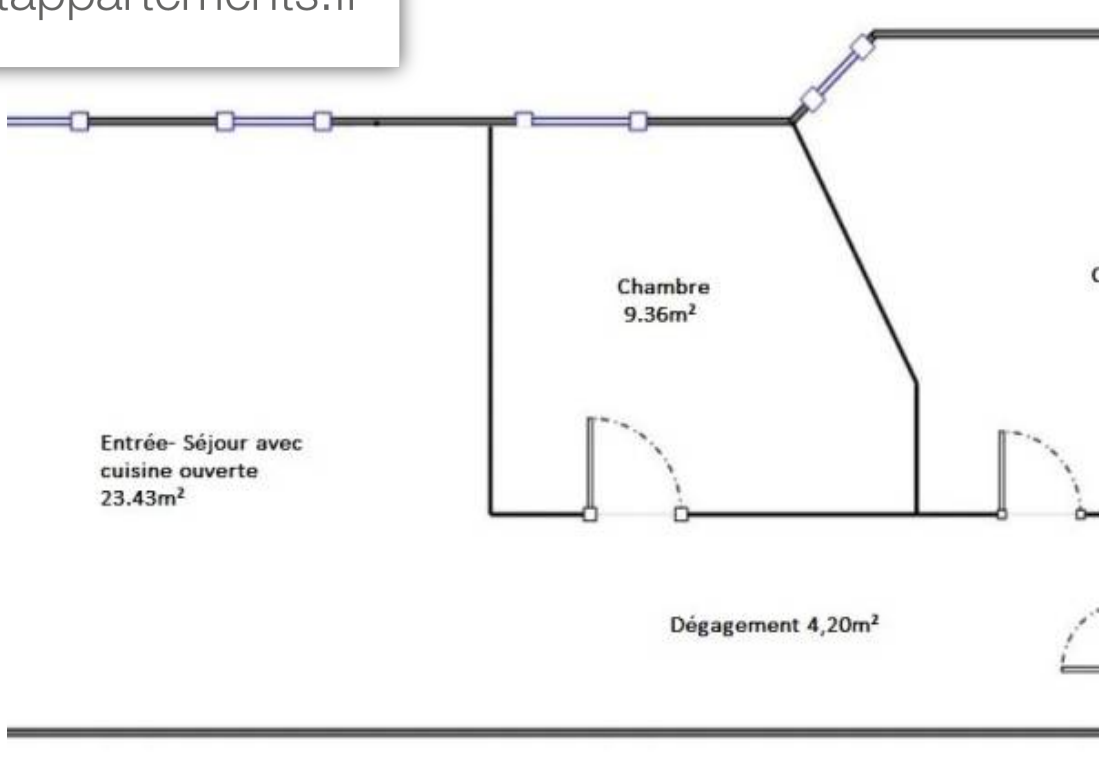 Chambre
9.36m²
Entrée- Séjour avec
cuisine ouverte
23.43m²
Dégagement 4,20m²